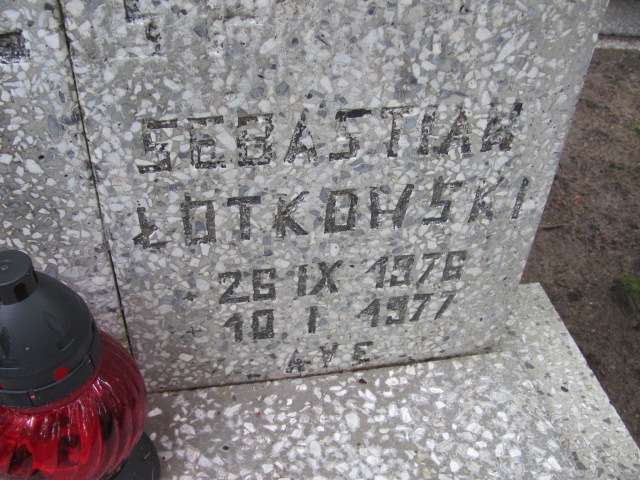 SEBASTIAN
ŁOTKOWSKI
* 26 IX 1976
+ 10 I 1977
AVE